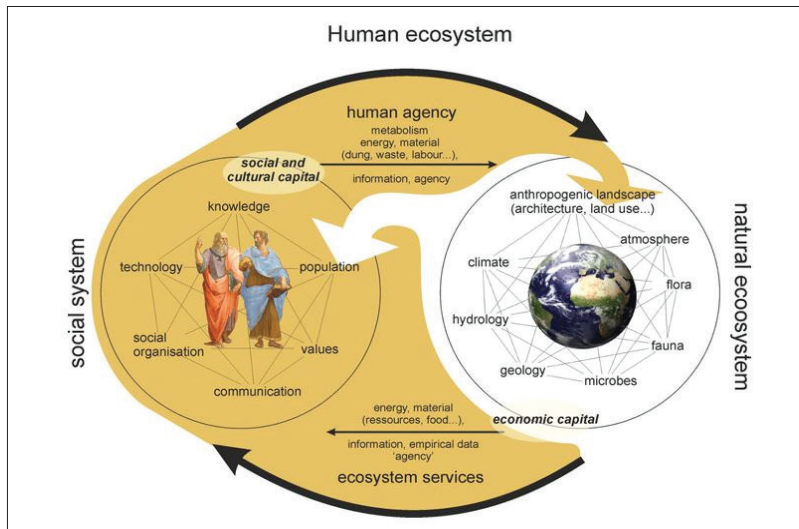 Human ecosystem
human agency
metabolism
energy, material
(dung, waste, labour...),
information, agency
social and
cultural capital
knowledge
technology
population
social
organisation
values
communication
social system
anthropogenic landscape
(architecture, land use...)
atmosphere
climate
flora
hydrology
fauna
geology
microbes
natural ecoosystem
economic capital
energy, material
(ressources, food...),
information, empirical data
'agency'
ecosystem services